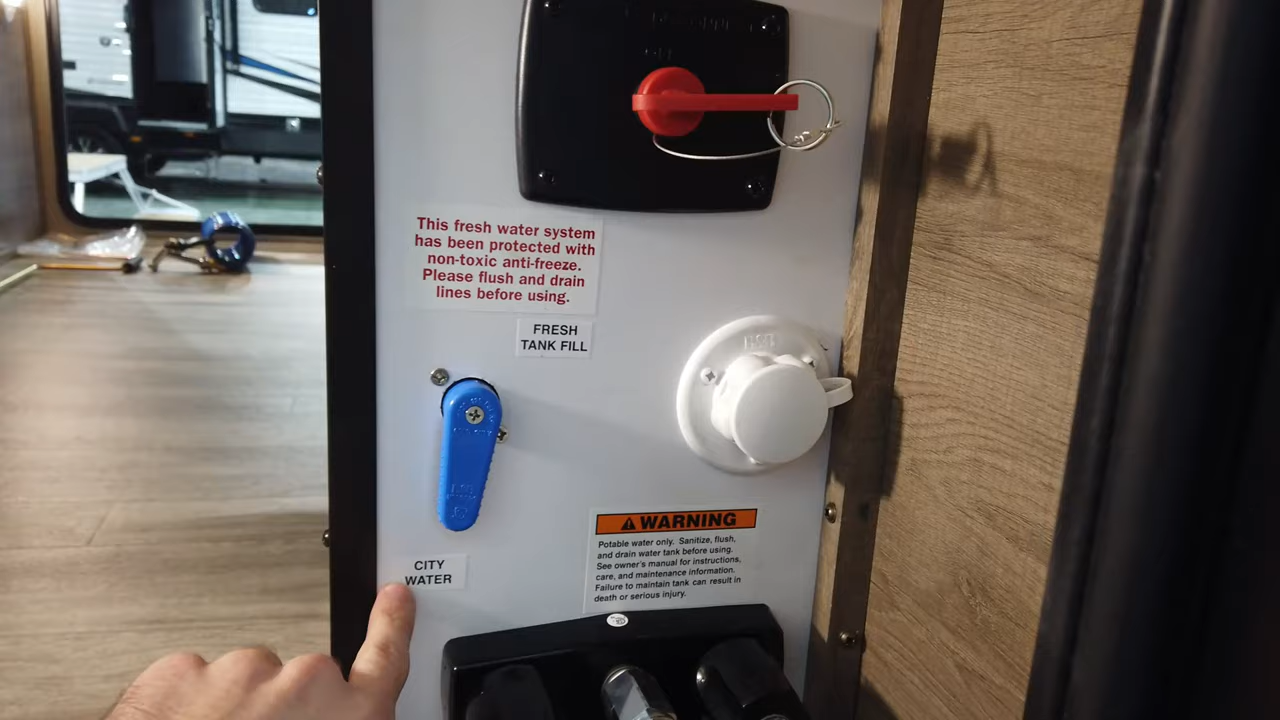 This fresh water system
has been protected with
non-toxic anti-freeze.
Please flush and drain
lines before using.
FRESH
TANK FILL
CITY
WATER
WARNING
Potable water only. Sanitize, flush,
and drain water tank before using.
See owner's manual for instructions,
care, and maintenance information.
Failure to maintain tank can result in
death or serious injury.